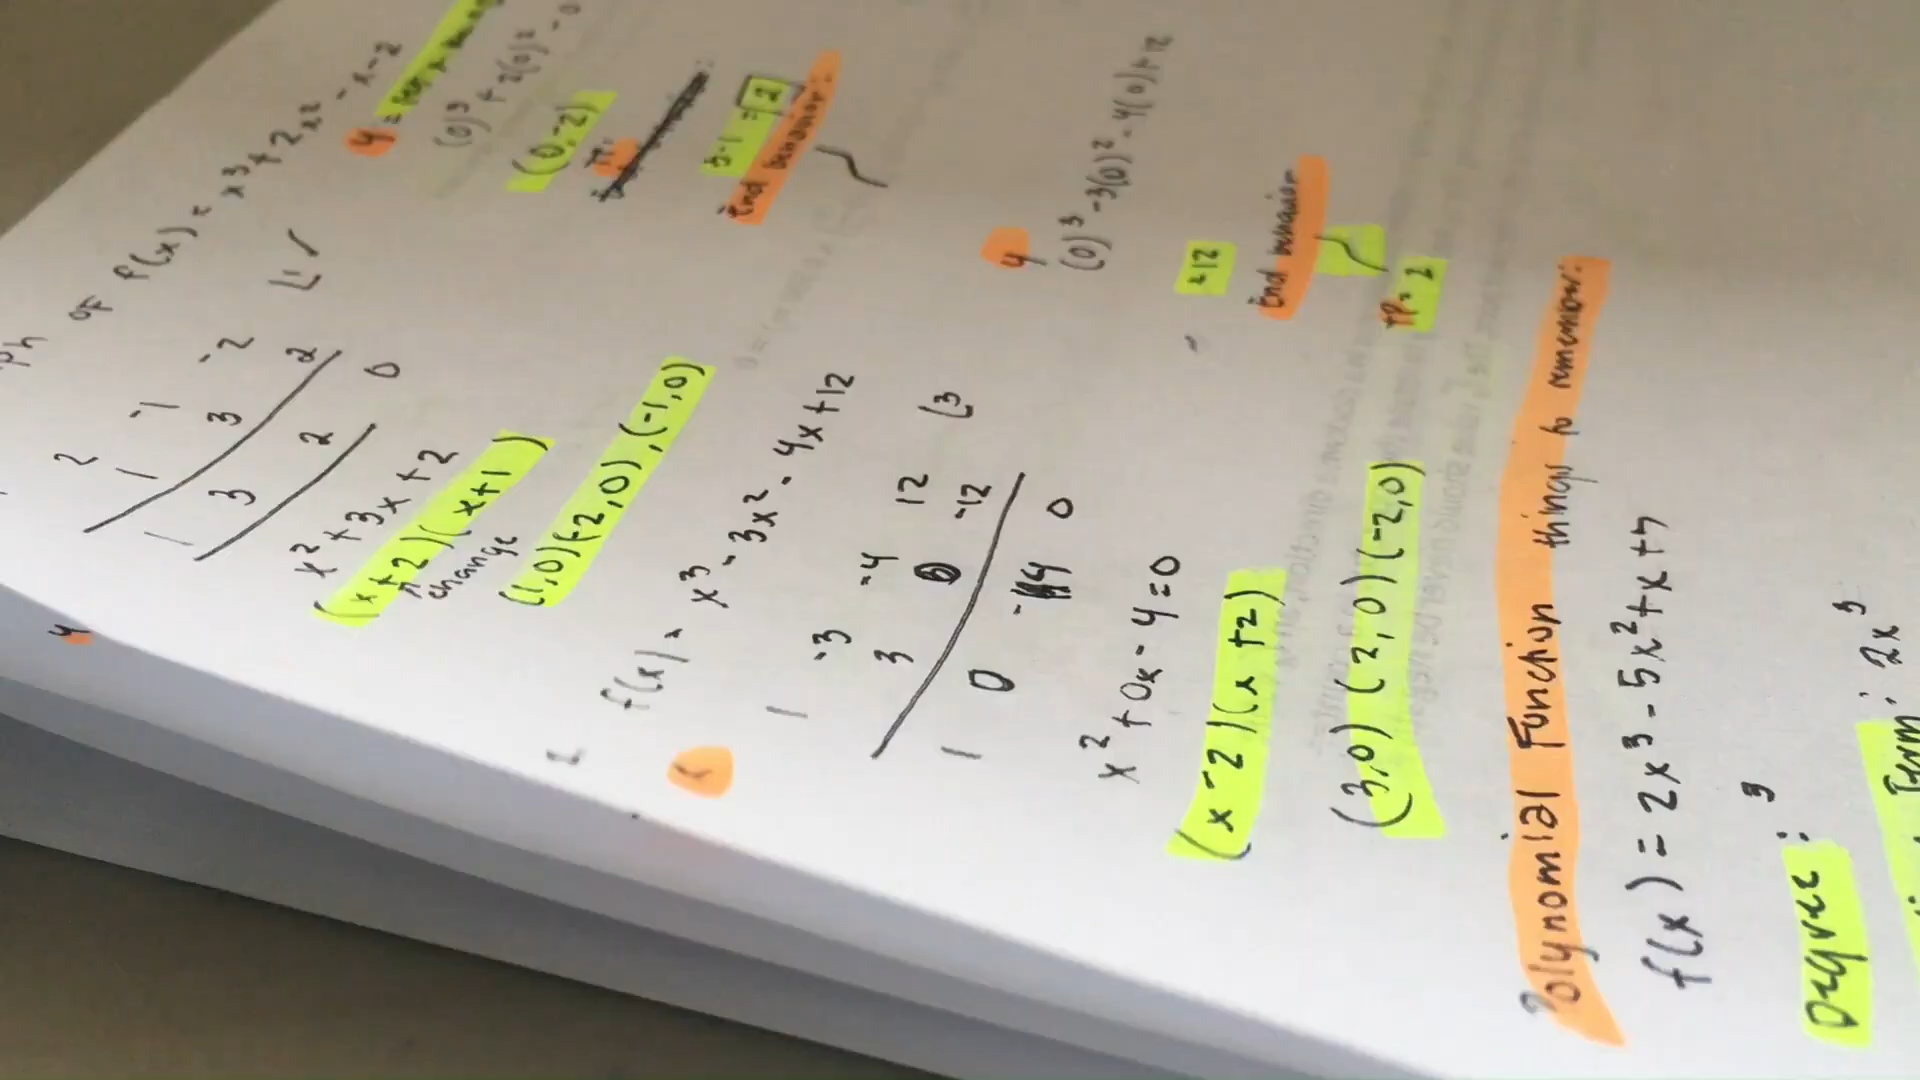 ph of f(x) = x³+2x²-x-2
2 -1 -2 L1
1 3 2
1 3 2 0
x²+3x+2
(x+2)(x+1)
change
(1,0)(-2,0),(-1,0)
y
(0)³+2(0)²-0
(0,-2)
3-1=2
End behavior:
f(x) = x³-3x²-4x+12
x
1 -3 -4 12 L3
3 0 -12
1 0 -4 0
x²+0x-4=0
(x-2)(x+2)
(3,0)(2,0)(-2,0)
y
(0)³-3(0)²-4(0)+12
=12
End behavior
TP= 2
Polynomial Function things to remember:
f(x)=2x³-5x²+x+7
Degree: 3
Term: 2x³